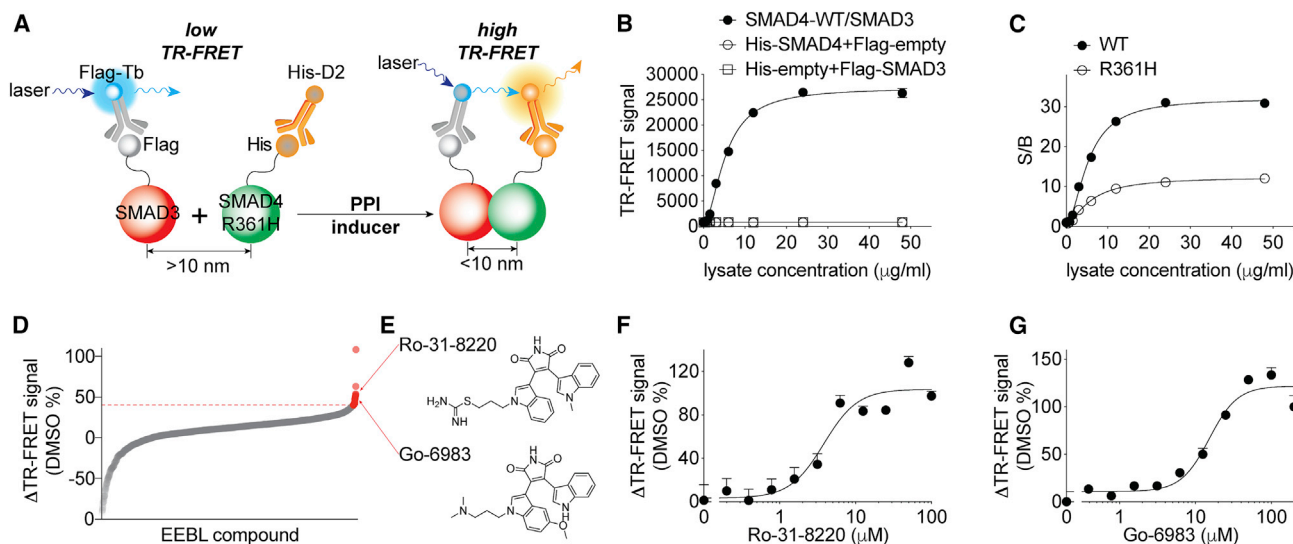 A
low
TR-FRET
high
TR-FRET
Flag-Tb
His-D2
laser
laser
Flag
His
SMAD3
+
SMAD4
R361H
PPI
inducer
>10 nm
<10 nm
B
SMAD4-WT/SMAD3
His-SMAD4+Flag-empty
His-empty+Flag-SMAD3
TR-FRET signal
30000
25000
20000
15000
10000
5000
0
0 10 20 30 40 50
lysate concentration (μg/ml)
C
WT
R361H
S/B
30
20
10
0
0 10 20 30 40 50
lysate concentration (μg/ml)
D
ΔTR-FRET signal
(DMSO %)
100
50
0
-50
EEBL compound
E
Ro-31-8220
H
N
O
O
N
N
S
H2N
NH
Go-6983
H
N
O
O
N
N
H
N
O
F
ΔTR-FRET signal
(DMSO %)
120
80
40
0
0 1 10 100
Ro-31-8220 (μM)
G
ΔTR-FRET signal
(DMSO %)
150
100
50
0
0 1 10 100
Go-6983 (μM)